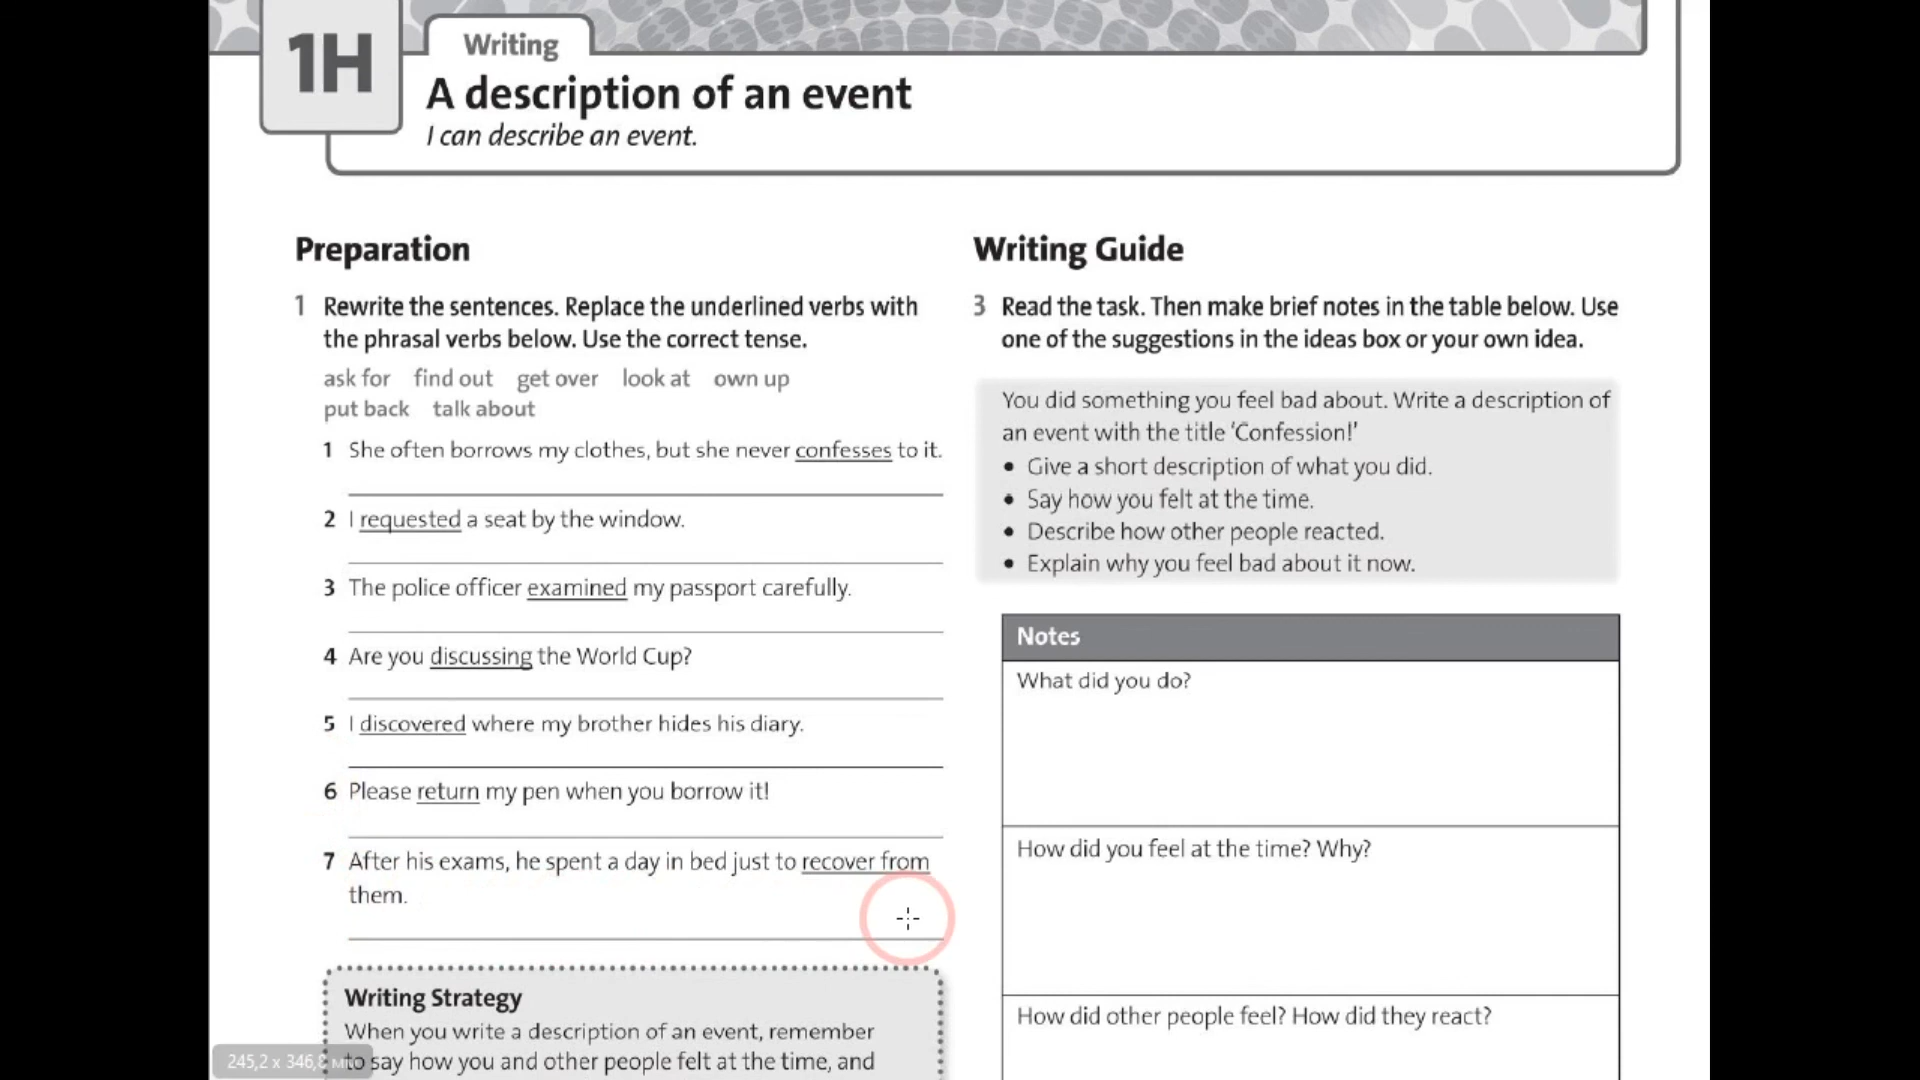 1H
Writing
A description of an event
I can describe an event.
Preparation
1 Rewrite the sentences. Replace the underlined verbs with
the phrasal verbs below. Use the correct tense.
ask for find out get over look at own up
put back talk about
1 She often borrows my clothes, but she never confesses to it.
2 I requested a seat by the window.
3 The police officer examined my passport carefully.
4 Are you discussing the World Cup?
5 I discovered where my brother hides his diary.
6 Please return my pen when you borrow it!
7 After his exams, he spent a day in bed just to recover from
them.
Writing Strategy
When you write a description of an event, remember
to say how you and other people felt at the time, and
Writing Guide
3 Read the task. Then make brief notes in the table below. Use
one of the suggestions in the ideas box or your own idea.
You did something you feel bad about. Write a description of
an event with the title ‘Confession!’
• Give a short description of what you did.
• Say how you felt at the time.
• Describe how other people reacted.
• Explain why you feel bad about it now.
Notes
What did you do?
How did you feel at the time? Why?
How did other people feel? How did they react?
245,2 x 346,8